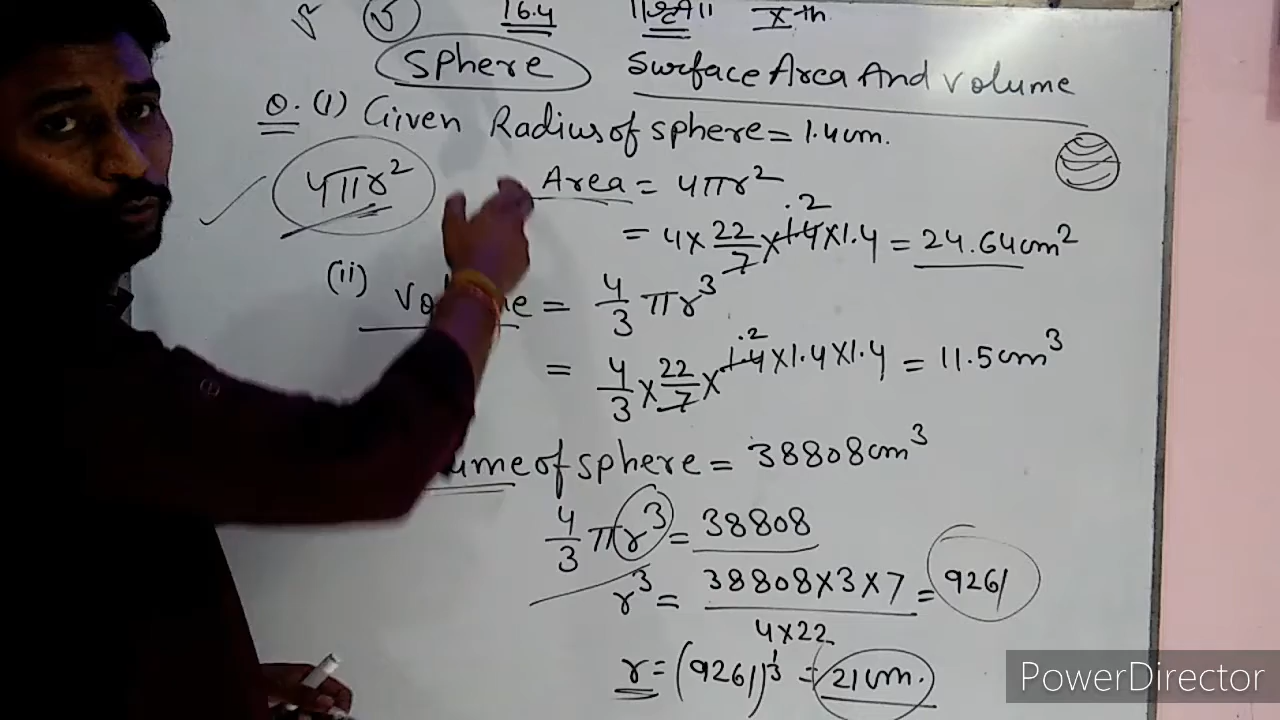 16.4 X th
Sphere Surface Area And volume
Q. (i) Given Radius of sphere = 1.4cm.
4πr² Area = 4πr²
= 4 × 22/7 × 1.4 × 1.4 = 24.64cm²
.2
(ii) Volume = 4/3 πr³
= 4/3 × 22/7 × 1.4 × 1.4 × 1.4 = 11.5cm³
.2
of sphere = 38808cm³
4/3 πr³ = 38808
r³ = 38808×3×7 / 4×22 = 9261
r = (9261)^1/3 = 21cm.
PowerDirector